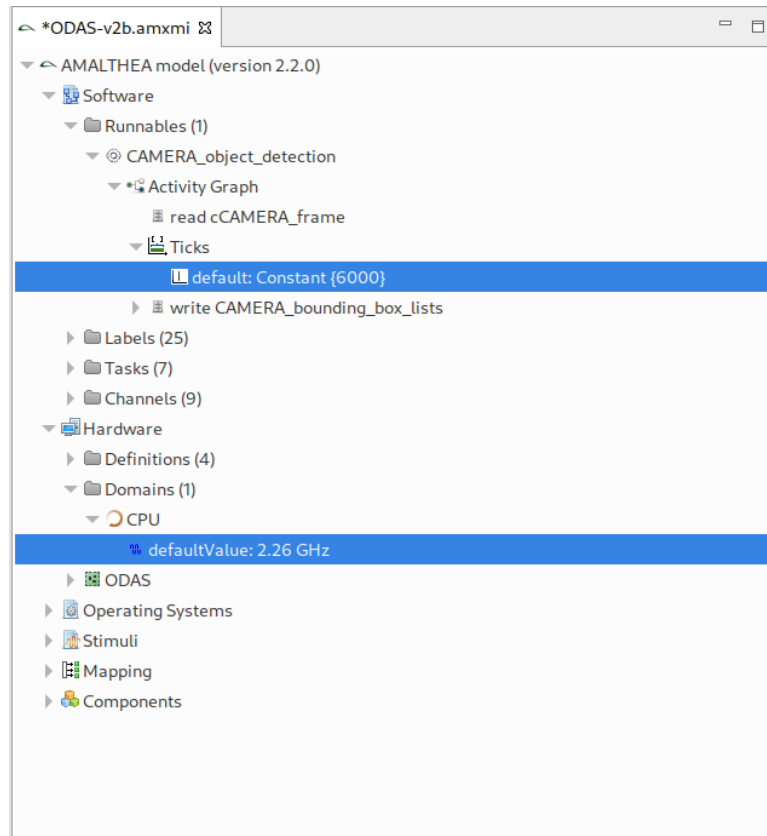 *ODAS-v2b.amxmi
AMALTHEA model (version 2.2.0)
Software
Runnables (1)
CAMERA_object_detection
Activity Graph
read cCAMERA_frame
Ticks
default: Constant {6000}
write CAMERA_bounding_box_lists
Labels (25)
Tasks (7)
Channels (9)
Hardware
Definitions (4)
Domains (1)
CPU
defaultValue: 2.26 GHz
ODAS
Operating Systems
Stimuli
Mapping
Components